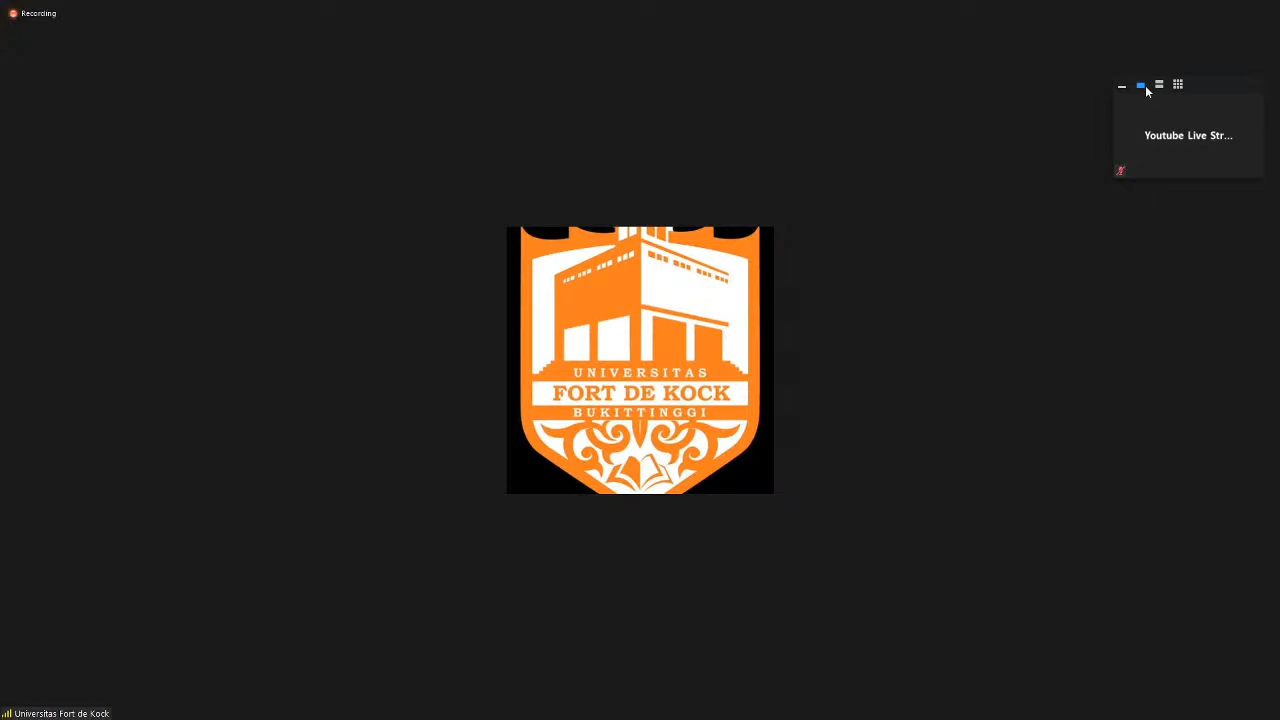 Recording
Youtube Live Str...
UNIVERSITAS
FORT DE KOCK
BUKITTINGGI
Universitas Fort de Kock